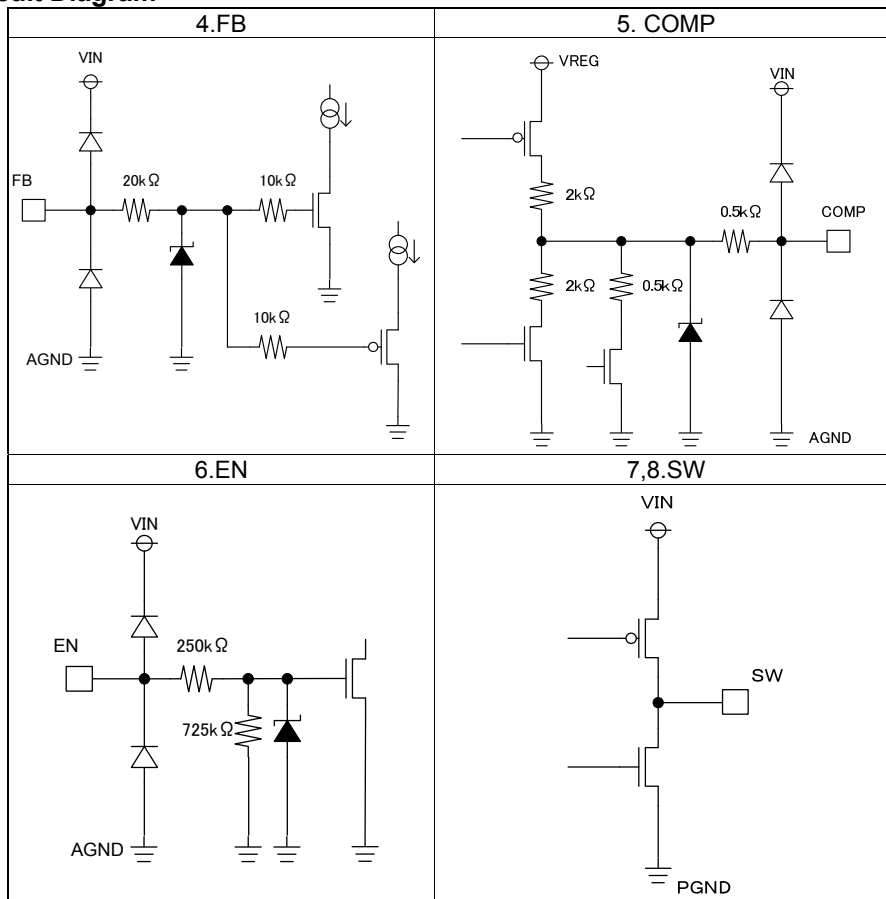 4.FB
5. COMP
VIN
FB
20kΩ
10kΩ
10kΩ
AGND
VREG
VIN
2kΩ
0.5kΩ
COMP
2kΩ
0.5kΩ
AGND
6.EN
7,8.SW
VIN
EN
250kΩ
725kΩ
AGND
VIN
SW
PGND